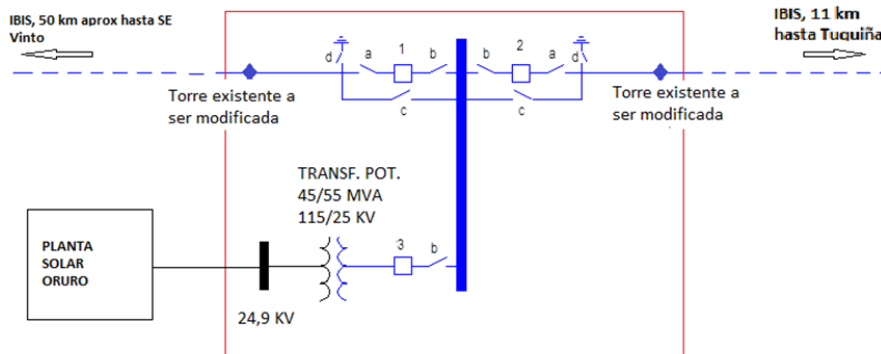 IBIS, 50 km aprox hasta SE
Vinto
IBIS, 11 km
hasta Tuquiña
d
a
1
b
b
2
a
d
c
c
Torre existente a
ser modificada
Torre existente a
ser modificada
TRANSF. POT.
45/55 MVA
115/25 KV
PLANTA
SOLAR
ORURO
3
b
24,9 KV